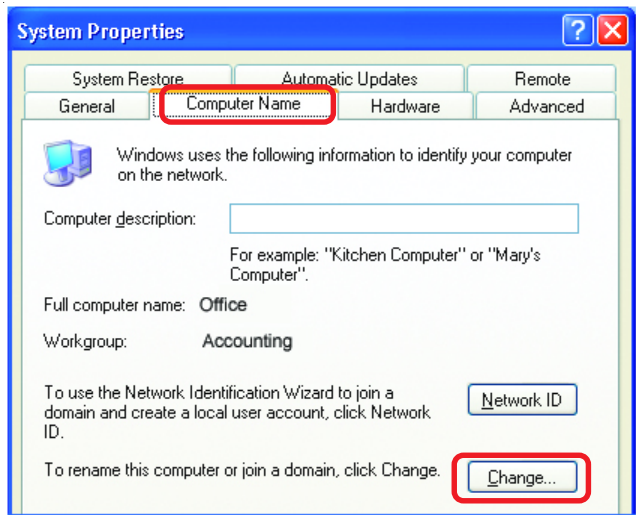 System Properties
System Restore Automatic Updates Remote
General Computer Name Hardware Advanced
Windows uses the following information to identify your computer
on the network.
Computer description:
For example: "Kitchen Computer" or "Mary's
Computer".
Full computer name: Office
Workgroup: Accounting
To use the Network Identification Wizard to join a
domain and create a local user account, click Network
ID.
Network ID
To rename this computer or join a domain, click Change.
Change...